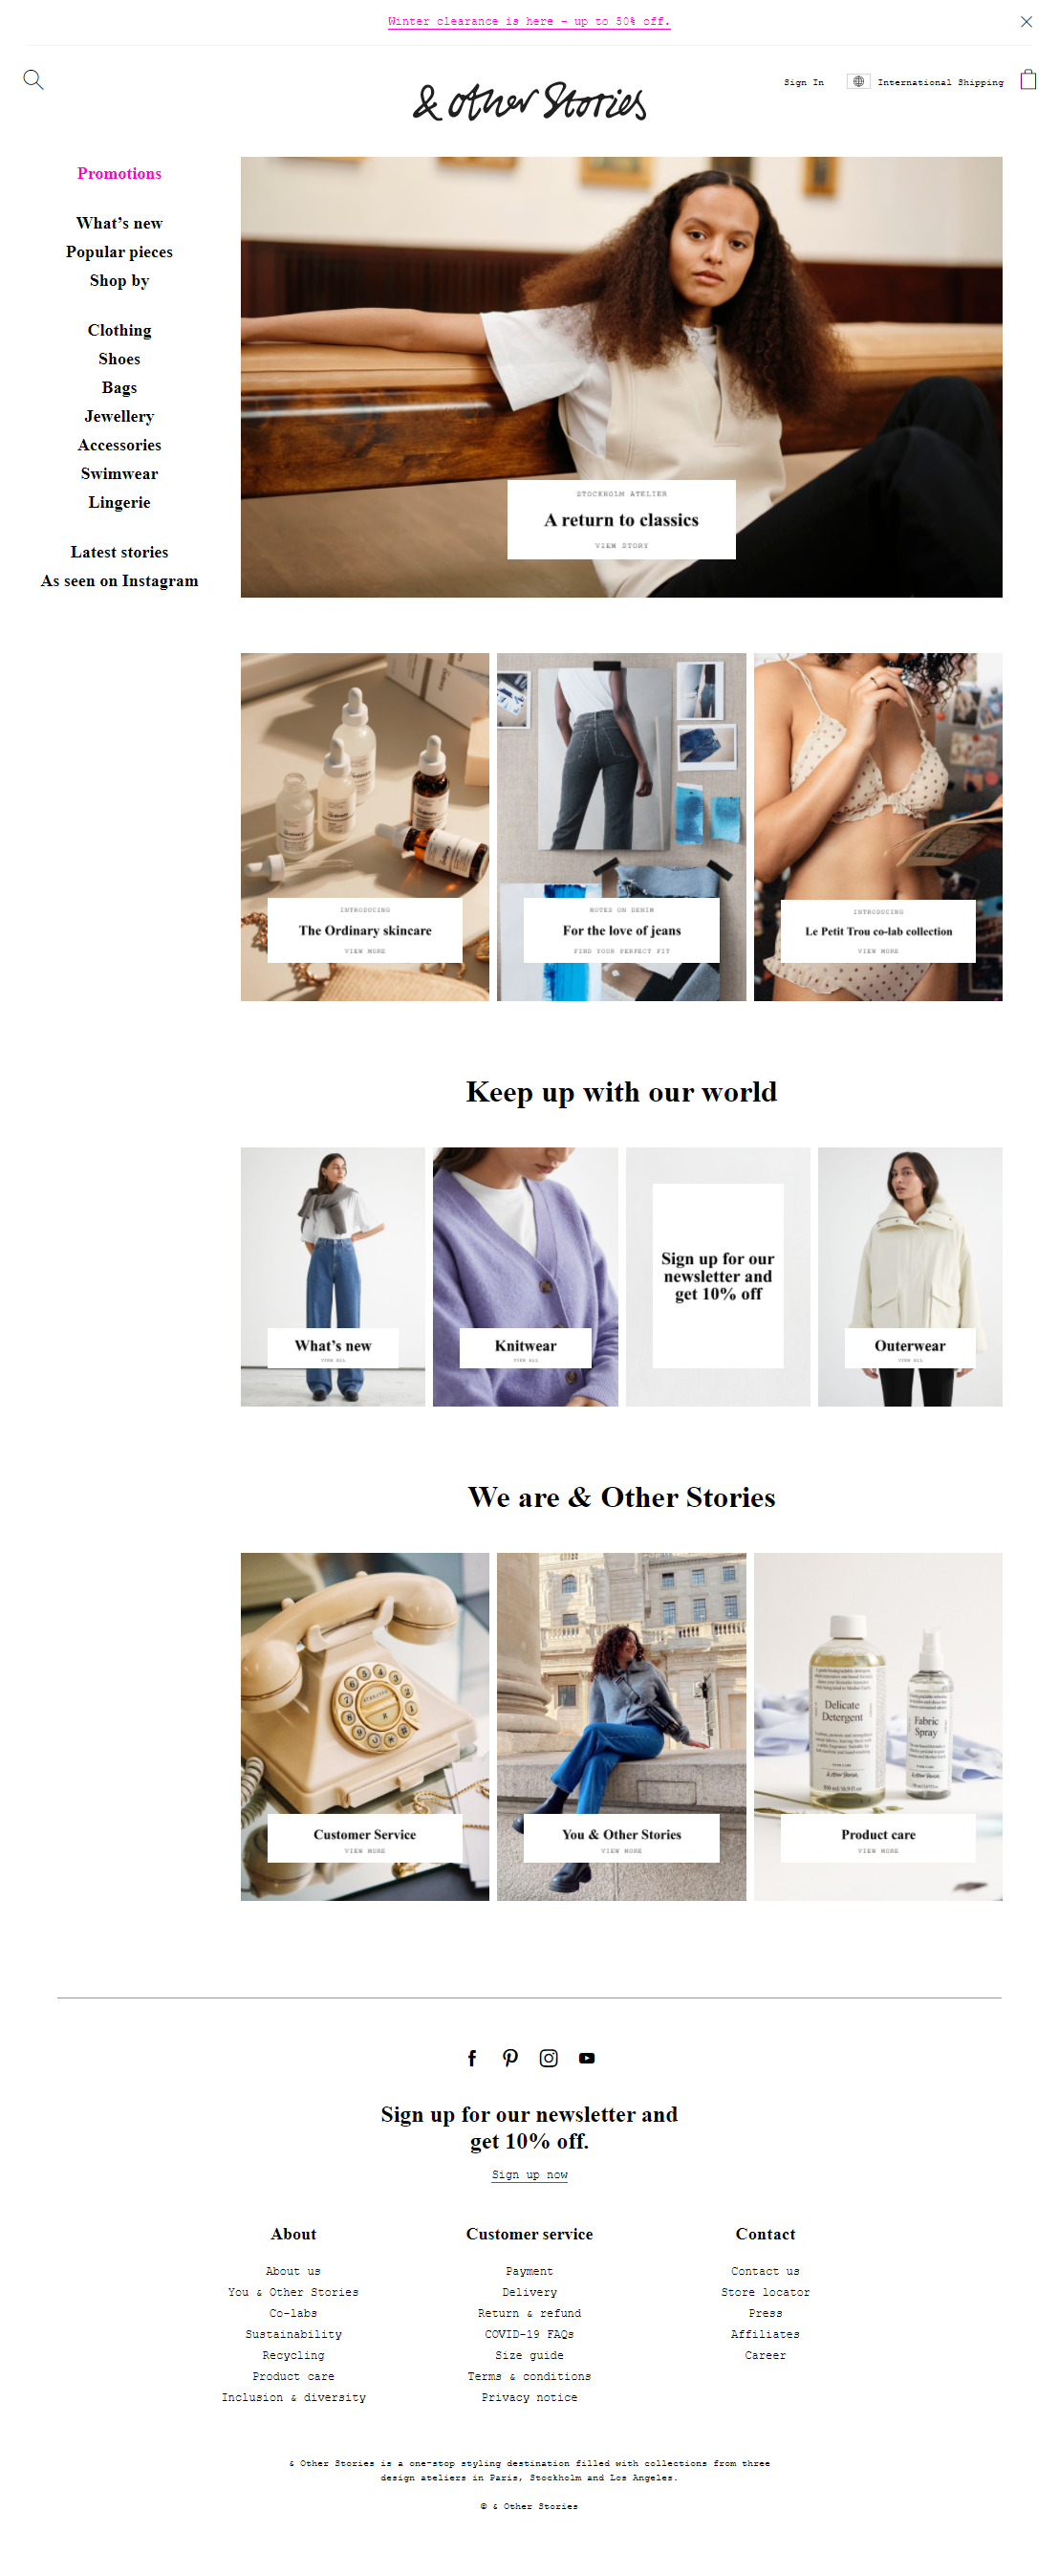 Winter clearance is here – up to 50% off.
& Other Stories
Sign In
International Shipping
Promotions
What's new
Popular pieces
Shop by
Clothing
Shoes
Bags
Jewellery
Accessories
Swimwear
Lingerie
Latest stories
As seen on Instagram
STOCKHOLM ATELIER
A return to classics
VIEW STORY
INTRODUCING
The Ordinary skincare
VIEW MORE
NOTES ON DENIM
For the love of jeans
FIND YOUR PERFECT FIT
INTRODUCING
Le Petit Trou co-lab collection
VIEW MORE
Keep up with our world
What's new
VIEW ALL
Knitwear
VIEW ALL
Sign up for our
newsletter and
get 10% off
Outerwear
VIEW ALL
We are & Other Stories
Customer Service
VIEW MORE
You & Other Stories
VIEW MORE
Delicate
Detergent
Fabric
Spray
Product care
VIEW MORE
Sign up for our newsletter and
get 10% off.
Sign up now
About
About us
You & Other Stories
Co-labs
Sustainability
Recycling
Product care
Inclusion & diversity
Customer service
Payment
Delivery
Return & refund
COVID-19 FAQs
Size guide
Terms & conditions
Privacy notice
Contact
Contact us
Store locator
Press
Affiliates
Career
& Other Stories is a one-stop styling destination filled with collections from three
design ateliers in Paris, Stockholm and Los Angeles.
© & Other Stories